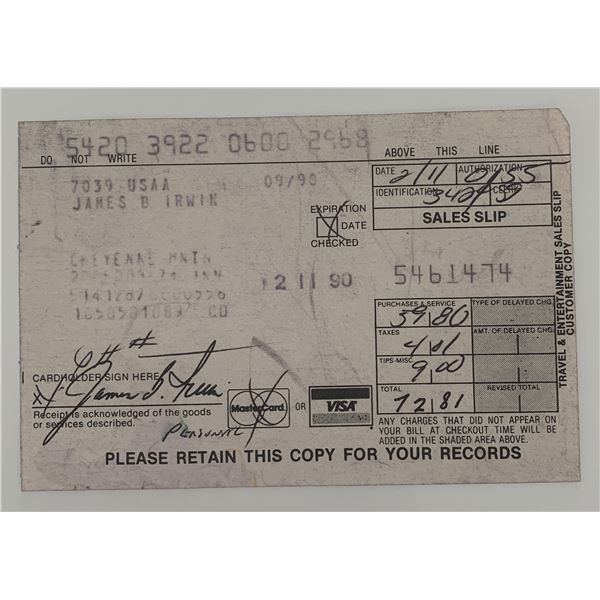 5420 3922 0600 2968
DO NOT WRITE ABOVE THIS LINE
7039 USAA 09/90
JAMES B IRWIN
DATE 2/11
AUTHORIZATION
IDENTIFICATION
CLERK
SALES SLIP
EXPIRATION
DATE
CHECKED
CHEYENNE MNTN
2 11 90
5461474
PURCHASES & SERVICE 59 80
TYPE OF DELAYED CHG
TAXES 4 01
AMT. OF DELAYED CHG.
TIPS-MISC 9 00
TOTAL 72 81
REVISED TOTAL
TRAVEL & ENTERTAINMENT SALES SLIP
CUSTOMER COPY
CARDHOLDER SIGN HERE
X James B. Irwin
Receipt is acknowledged of the goods
or services described.
PERSONAL
MasterCard OR VISA
ANY CHARGES THAT DID NOT APPEAR ON
YOUR BILL AT CHECKOUT TIME WILL BE
ADDED IN THE SHADED AREA ABOVE.
PLEASE RETAIN THIS COPY FOR YOUR RECORDS